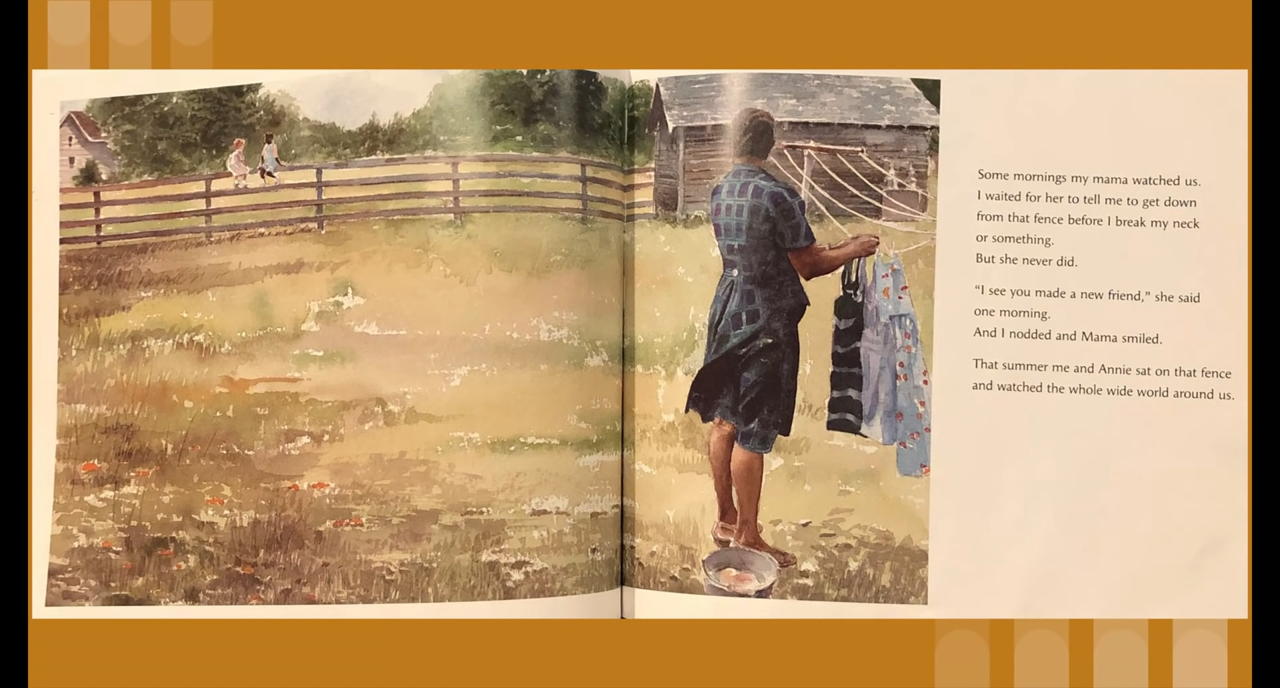 Some mornings my mama watched us.
I waited for her to tell me to get down
from that fence before I break my neck
or something.
But she never did.
“I see you made a new friend,” she said
one morning.
And I nodded and Mama smiled.
That summer me and Annie sat on that fence
and watched the whole wide world around us.